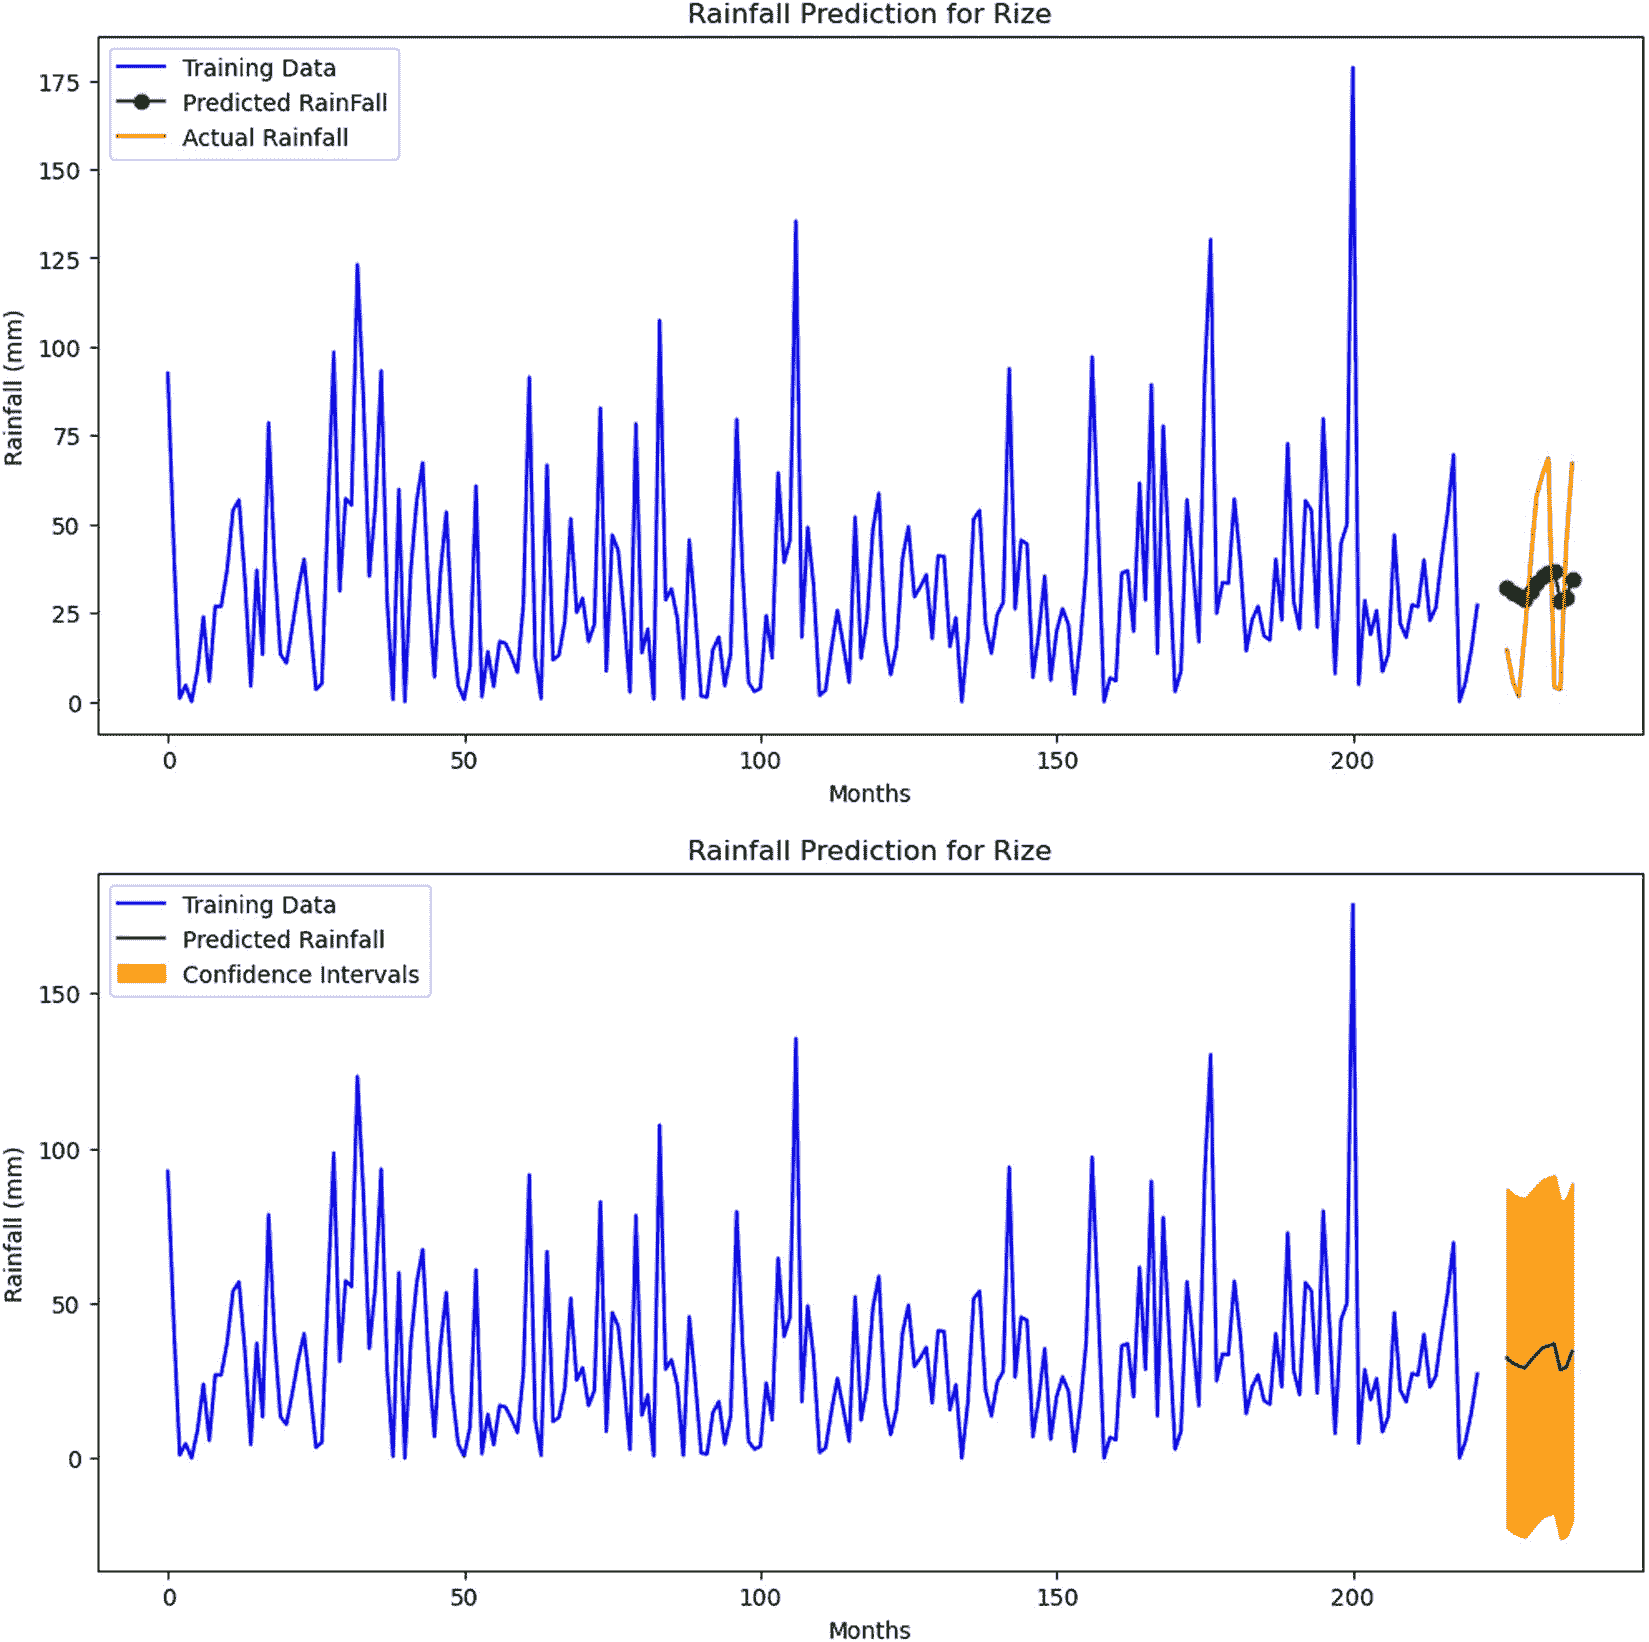 Rainfall Prediction for Rize
Training Data
Predicted RainFall
Actual Rainfall
175
150
125
100
75
50
25
0
Rainfall (mm)
0 50 100 150 200
Months
Rainfall Prediction for Rize
Training Data
Predicted Rainfall
Confidence Intervals
150
100
50
0
Rainfall (mm)
0 50 100 150 200
Months